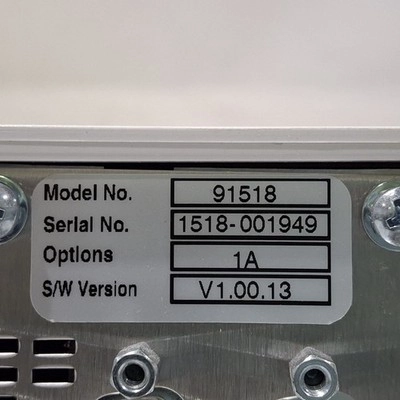 Model No. 91518
Serial No. 1518-001949
Options 1A
S/W Version V1.00.13